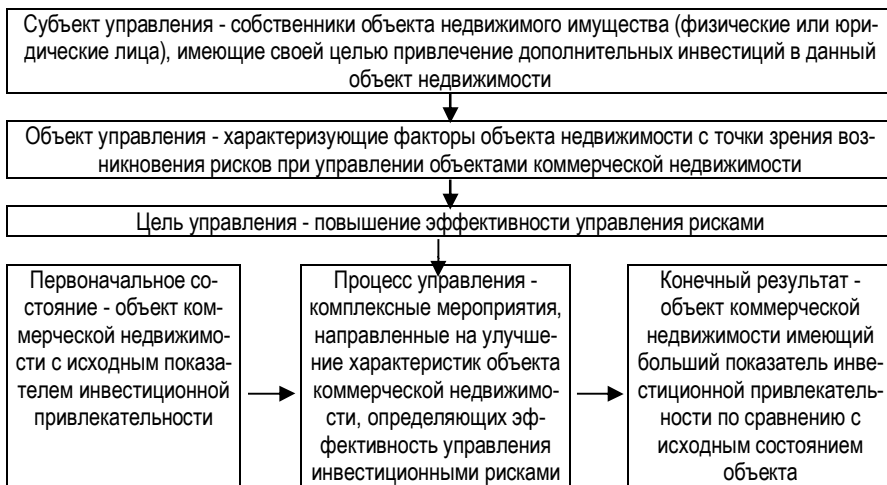 Субъект управления - собственники объекта недвижимого имущества (физические или юри-
дические лица), имеющие своей целью привлечение дополнительных инвестиций в данный
объект недвижимости
Объект управления - характеризующие факторы объекта недвижимости с точки зрения воз-
никновения рисков при управлении объектами коммерческой недвижимости
Цель управления - повышение эффективности управления рисками
Первоначальное со-
стояние - объект ком-
мерческой недвижимо-
сти с исходным показа-
телем инвестиционной
привлекательности
Процесс управления -
комплексные мероприятия,
направленные на улучше-
ние характеристик объекта
коммерческой недвижимо-
сти, определяющих эф-
фективность управления
инвестиционными рисками
Конечный результат -
объект коммерческой
недвижимости имеющий
больший показатель инве-
стиционной привлекатель-
ности по сравнению с
исходным состоянием
объекта